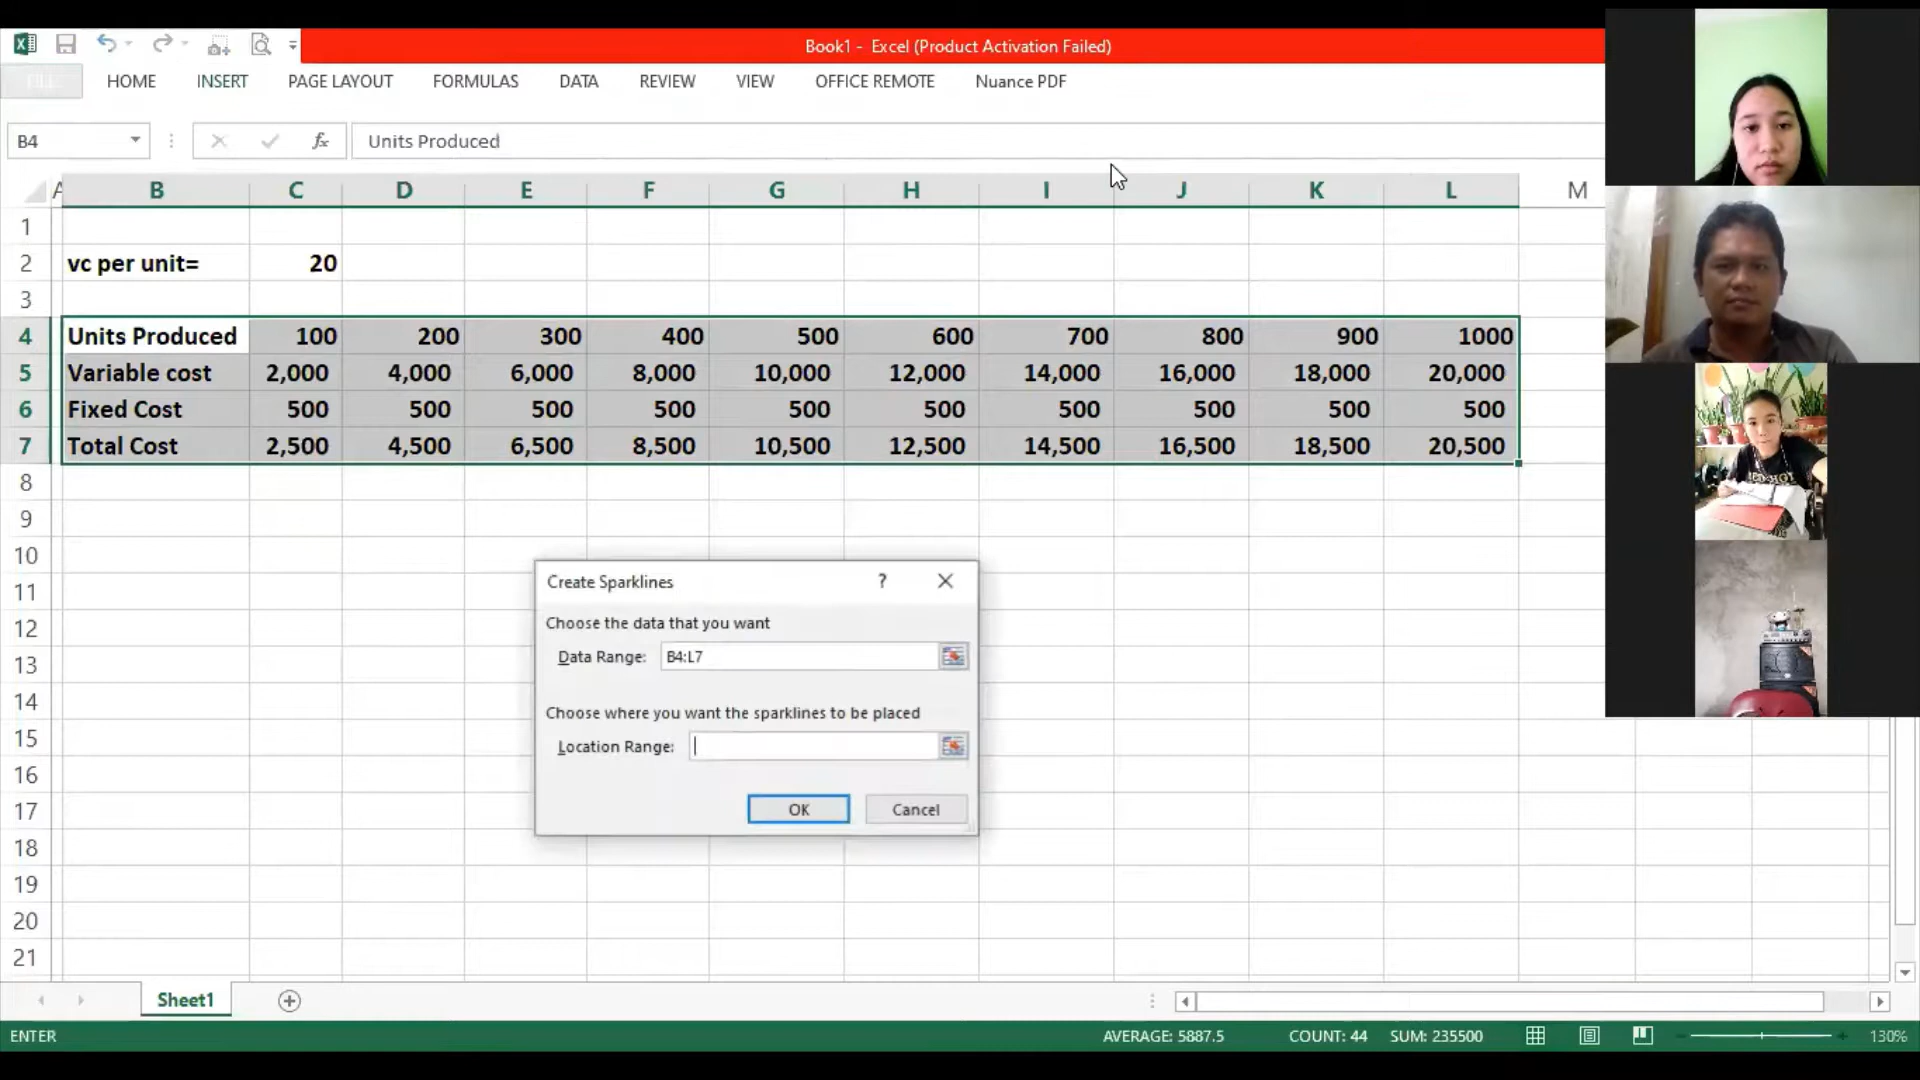 Book1 - Excel (Product Activation Failed)
FILE HOME INSERT PAGE LAYOUT FORMULAS DATA REVIEW VIEW OFFICE REMOTE Nuance PDF
B4 fx Units Produced
A B C D E F G H I J K L M
1
2 vc per unit= 20
3
4 Units Produced 100 200 300 400 500 600 700 800 900 1000
5 Variable cost 2,000 4,000 6,000 8,000 10,000 12,000 14,000 16,000 18,000 20,000
6 Fixed Cost 500 500 500 500 500 500 500 500 500 500
7 Total Cost 2,500 4,500 6,500 8,500 10,500 12,500 14,500 16,500 18,500 20,500
8
9
10
11
12
13
14
15
16
17
18
19
20
21
Create Sparklines ?
Choose the data that you want
Data Range: B4:L7
Choose where you want the sparklines to be placed
Location Range:
OK Cancel
Sheet1
ENTER AVERAGE: 5887.5 COUNT: 44 SUM: 235500 130%